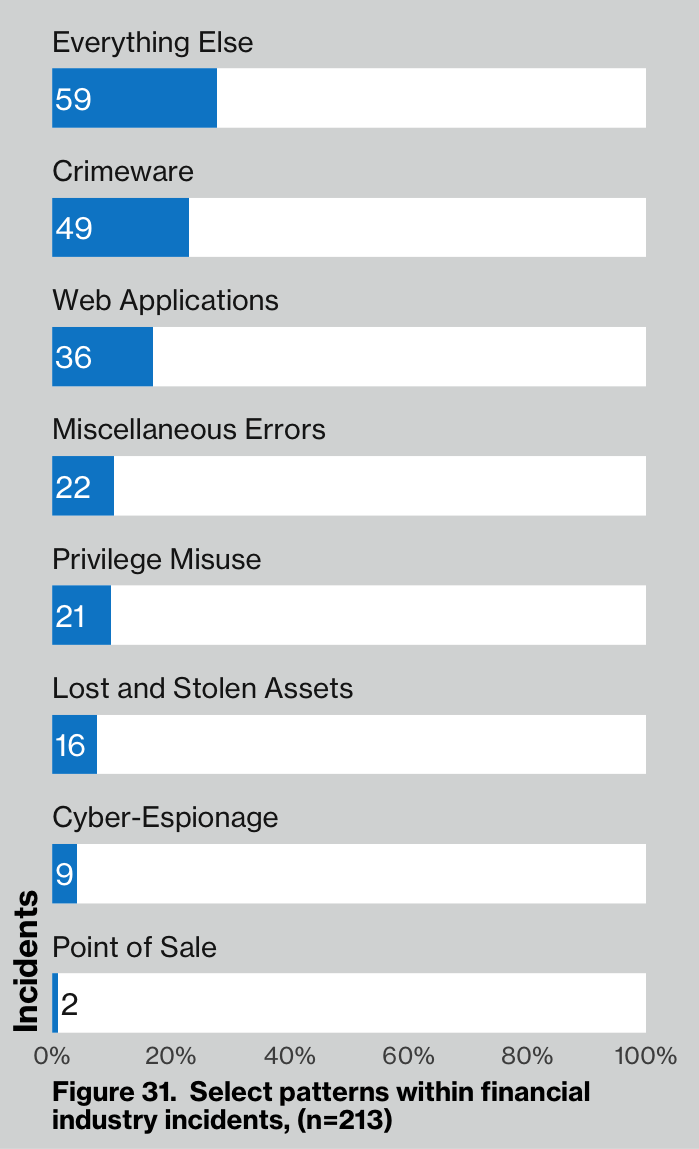 Everything Else
59
Crimeware
49
Web Applications
36
Miscellaneous Errors
22
Privilege Misuse
21
Lost and Stolen Assets
16
Cyber-Espionage
9
Point of Sale
2
Incidents
0% 20% 40% 60% 80% 100%
Figure 31. Select patterns within financial
industry incidents, (n=213)